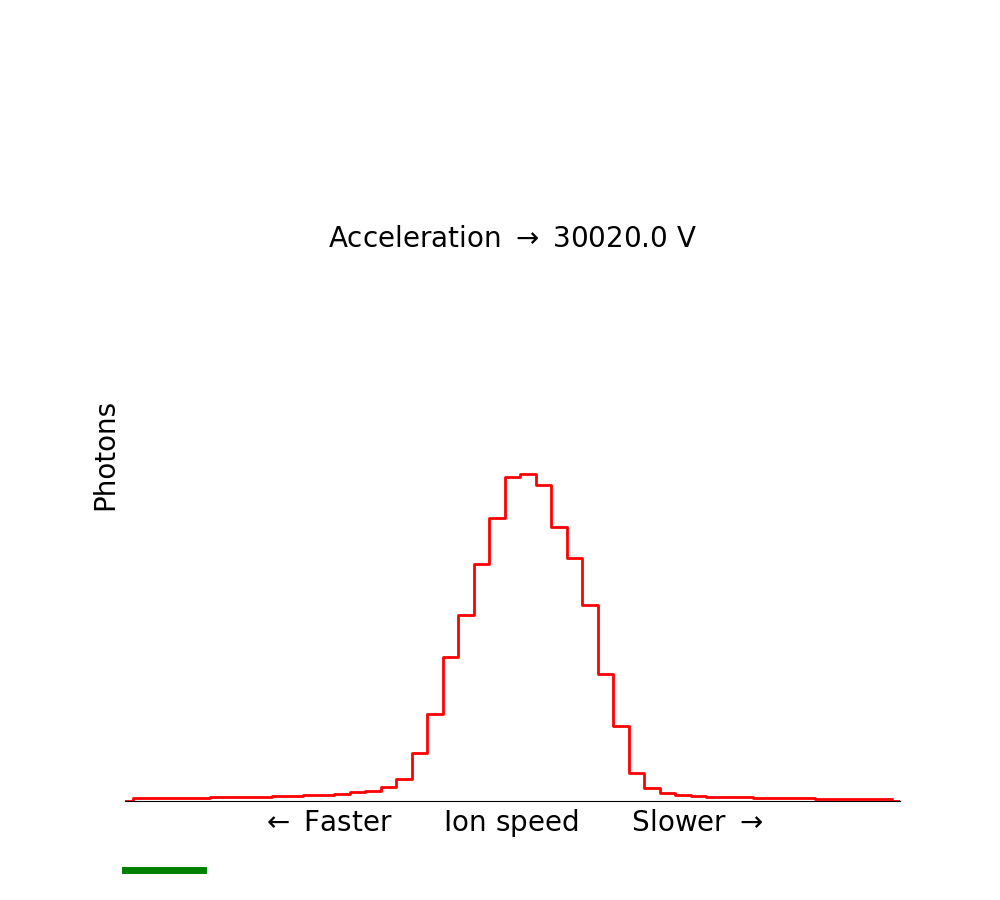 Acceleration → 30020.0 V
Photons
← Faster Ion speed Slower →